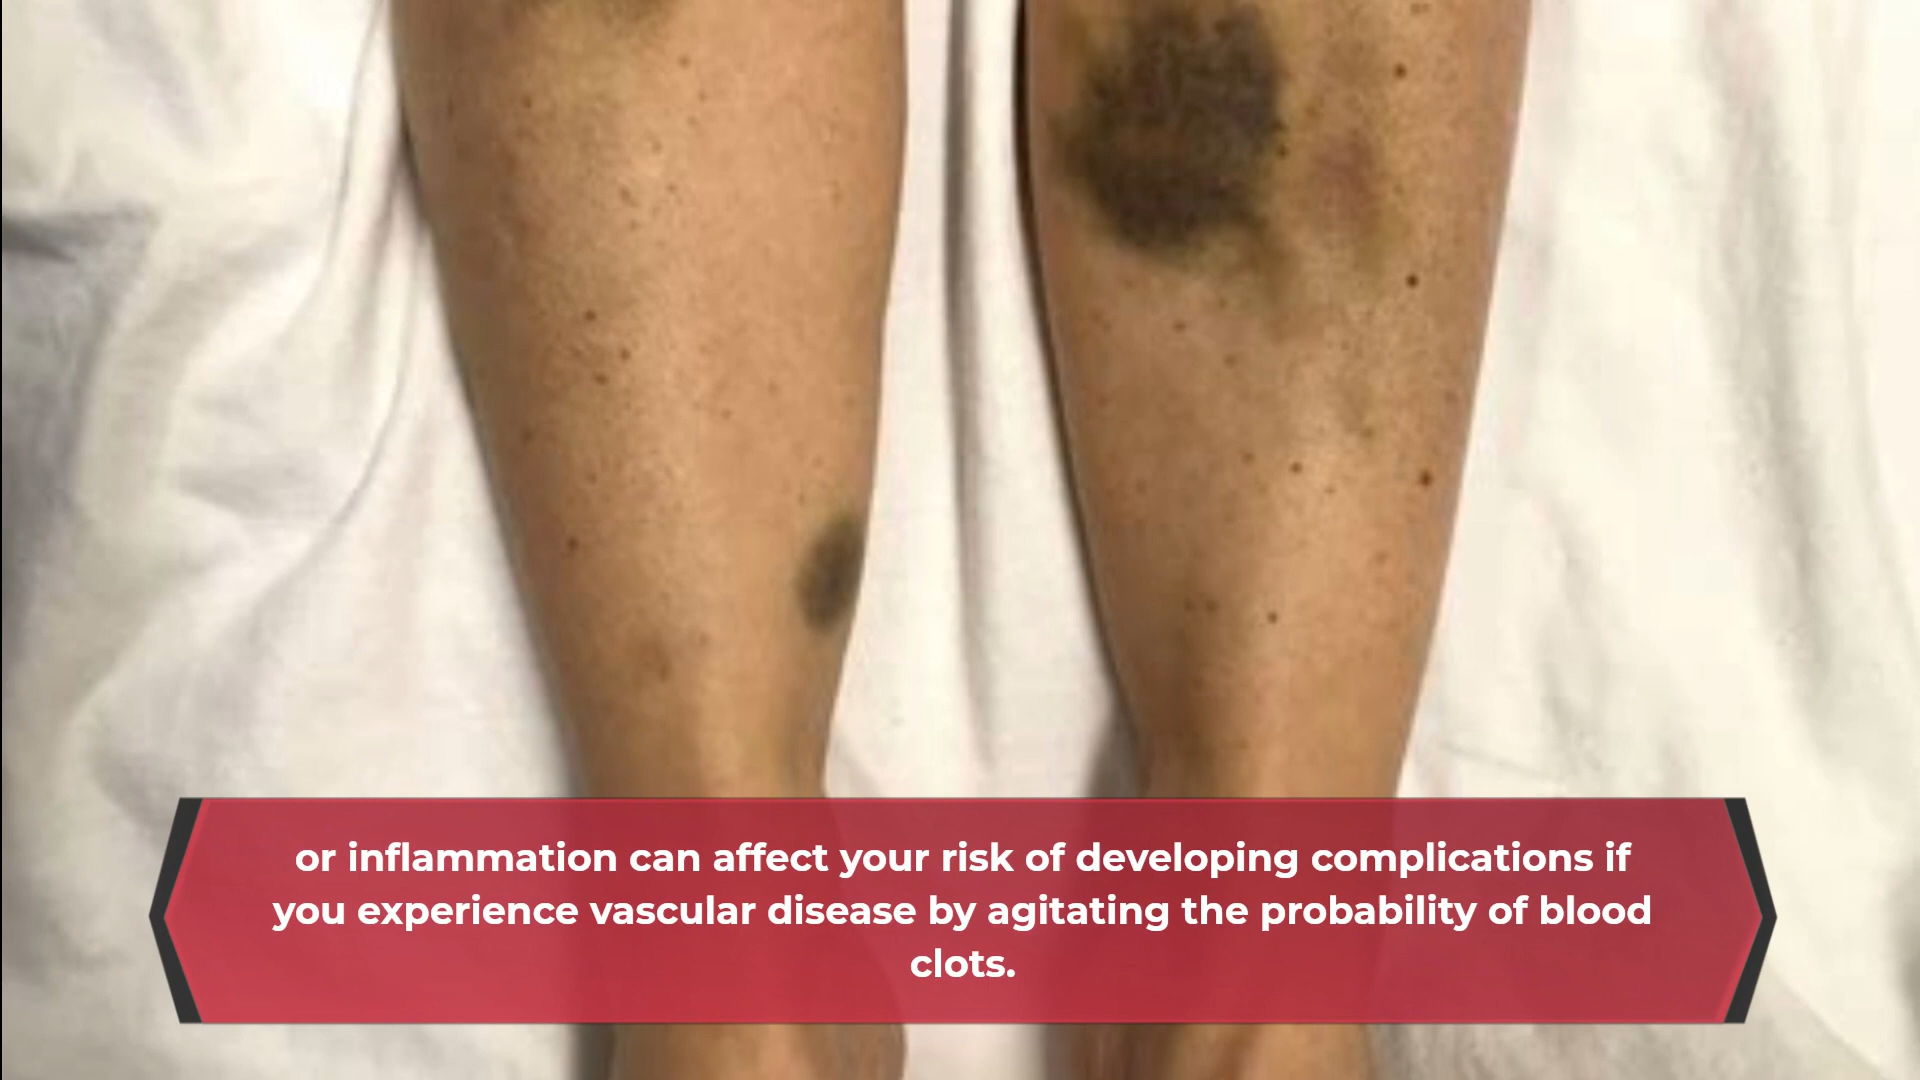 or inflammation can affect your risk of developing complications if
you experience vascular disease by agitating the probability of blood
clots.